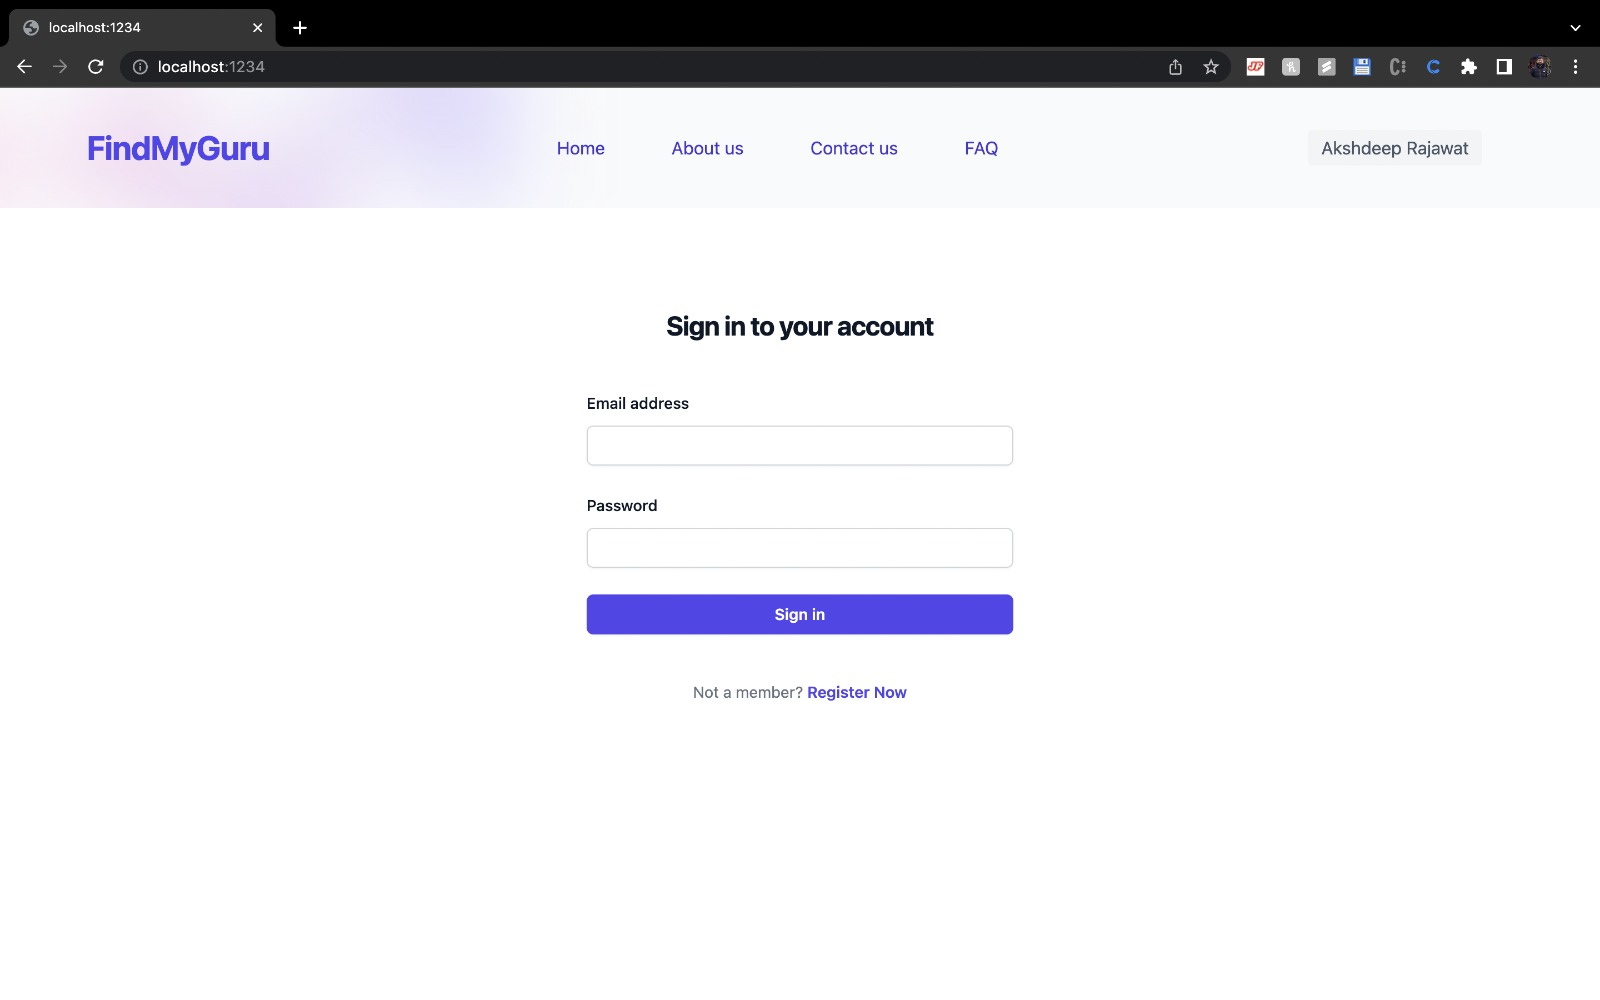 localhost:1234
localhost:1234
FindMyGuru
Home
About us
Contact us
FAQ
Akshdeep Rajawat
Sign in to your account
Email address
Password
Sign in
Not a member? Register Now